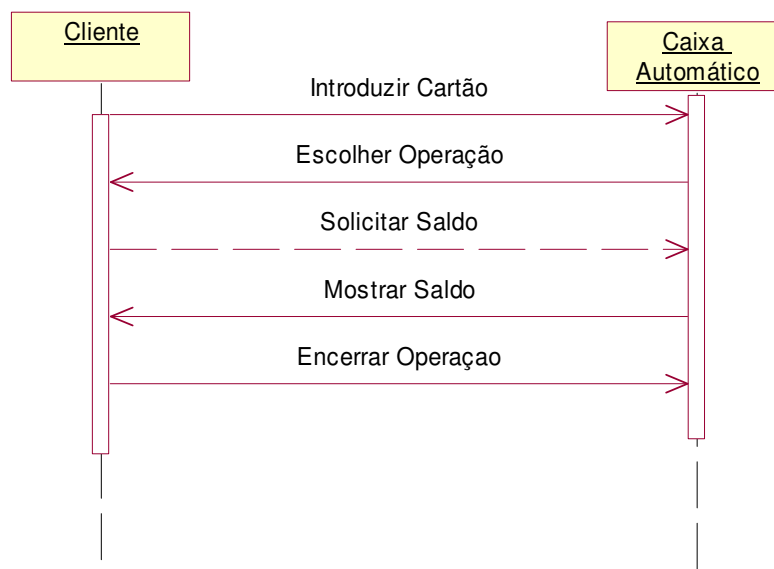 Cliente
Caixa
Automático
Introduzir Cartão
Escolher Operação
Solicitar Saldo
Mostrar Saldo
Encerrar Operaçao